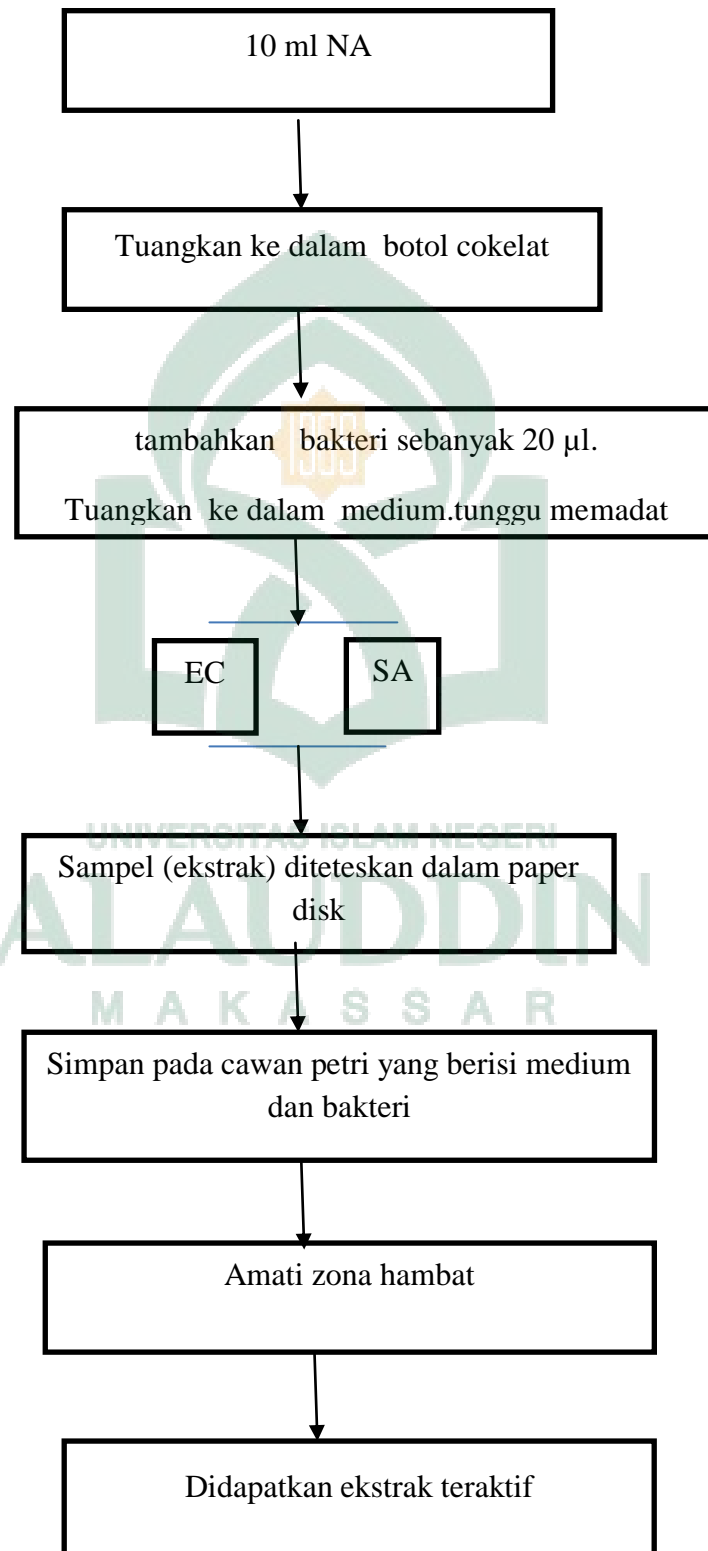 10 ml NA
Tuangkan ke dalam botol cokelat
tambahkan bakteri sebanyak 20 µl.
Tuangkan ke dalam medium.tunggu memadat
EC
SA
UNIVERSITAS ISLAM NEGERI
Sampel (ekstrak) diteteskan dalam paper
disk
ALAUDDIN
MAKASSAR
Simpan pada cawan petri yang berisi medium
dan bakteri
Amati zona hambat
Didapatkan ekstrak teraktif